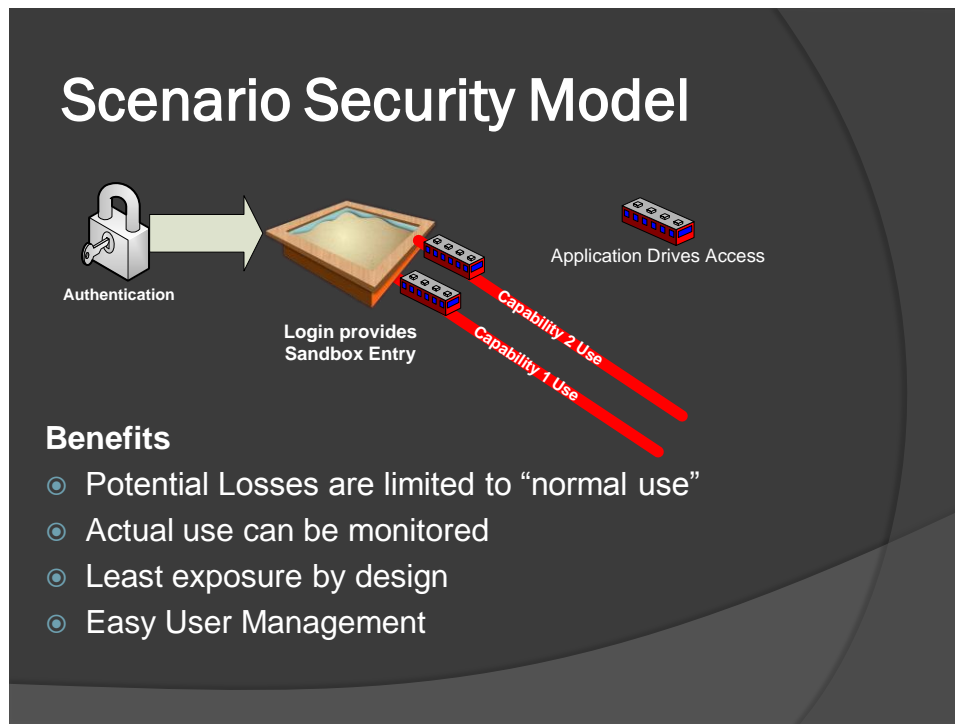 Scenario Security Model
Authentication
Login provides
Sandbox Entry
Capability 2 Use
Capability 1 Use
Application Drives Access
Benefits
Potential Losses are limited to “normal use”
Actual use can be monitored
Least exposure by design
Easy User Management